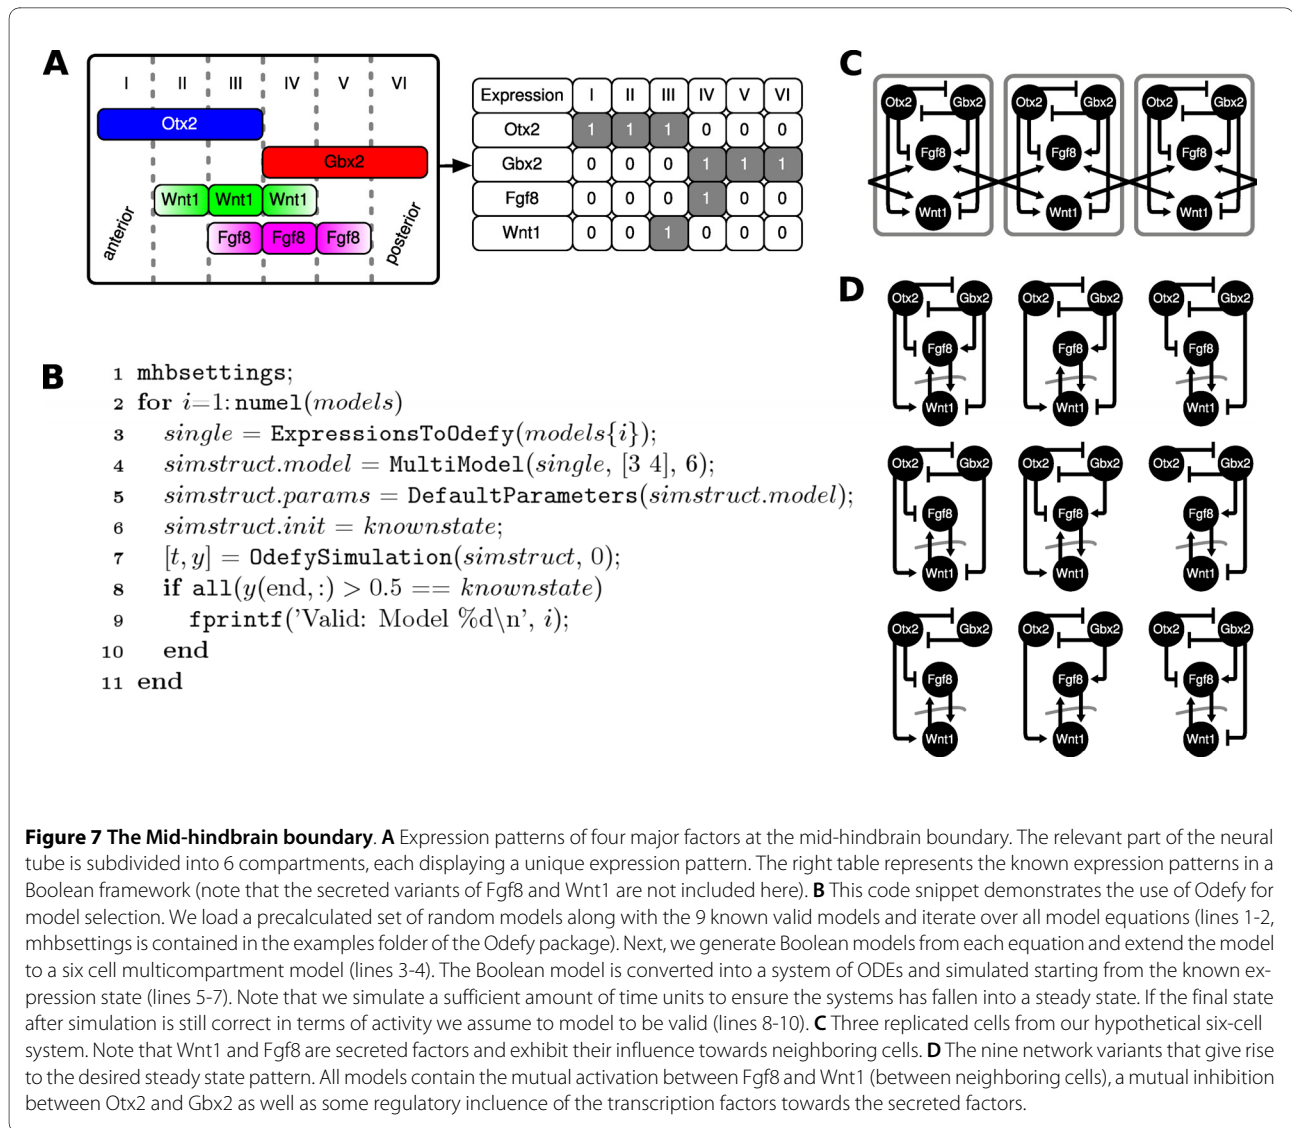 A
I II III IV V VI
Otx2
Gbx2
Wnt1 Wnt1 Wnt1
Fgf8 Fgf8 Fgf8
anterior
posterior
Expression I II III IV V VI
Otx2 1 1 1 0 0 0
Gbx2 0 0 0 1 1 1
Fgf8 0 0 0 1 0 0
Wnt1 0 0 1 0 0 0
C
Otx2 Gbx2 Otx2 Gbx2 Otx2 Gbx2
Fgf8 Fgf8 Fgf8
Wnt1 Wnt1 Wnt1
B
1 mhbsettings;
2 for i=1:numel(models)
3 single = ExpressionsToOdefy(models{i});
4 simstruct.model = MultiModel(single, [3 4], 6);
5 simstruct.params = DefaultParameters(simstruct.model);
6 simstruct.init = knownstate;
7 [t, y] = OdefySimulation(simstruct, 0);
8 if all(y(end, :) > 0.5 == knownstate)
9 fprintf('Valid: Model %d\n', i);
10 end
11 end
D
Otx2 Gbx2 Otx2 Gbx2 Otx2 Gbx2
Fgf8 Fgf8 Fgf8
Wnt1 Wnt1 Wnt1
Otx2 Gbx2 Otx2 Gbx2 Otx2 Gbx2
Fgf8 Fgf8 Fgf8
Wnt1 Wnt1 Wnt1
Otx2 Gbx2 Otx2 Gbx2 Otx2 Gbx2
Fgf8 Fgf8 Fgf8
Wnt1 Wnt1 Wnt1
Figure 7 The Mid-hindbrain boundary. A Expression patterns of four major factors at the mid-hindbrain boundary. The relevant part of the neural
tube is subdivided into 6 compartments, each displaying a unique expression pattern. The right table represents the known expression patterns in a
Boolean framework (note that the secreted variants of Fgf8 and Wnt1 are not included here). B This code snippet demonstrates the use of Odefy for
model selection. We load a precalculated set of random models along with the 9 known valid models and iterate over all model equations (lines 1-2,
mhbsettings is contained in the examples folder of the Odefy package). Next, we generate Boolean models from each equation and extend the model
to a six cell multicompartment model (lines 3-4). The Boolean model is converted into a system of ODEs and simulated starting from the known ex-
pression state (lines 5-7). Note that we simulate a sufficient amount of time units to ensure the systems has fallen into a steady state. If the final state
after simulation is still correct in terms of activity we assume to model to be valid (lines 8-10). C Three replicated cells from our hypothetical six-cell
system. Note that Wnt1 and Fgf8 are secreted factors and exhibit their influence towards neighboring cells. D The nine network variants that give rise
to the desired steady state pattern. All models contain the mutual activation between Fgf8 and Wnt1 (between neighboring cells), a mutual inhibition
between Otx2 and Gbx2 as well as some regulatory incluence of the transcription factors towards the secreted factors.